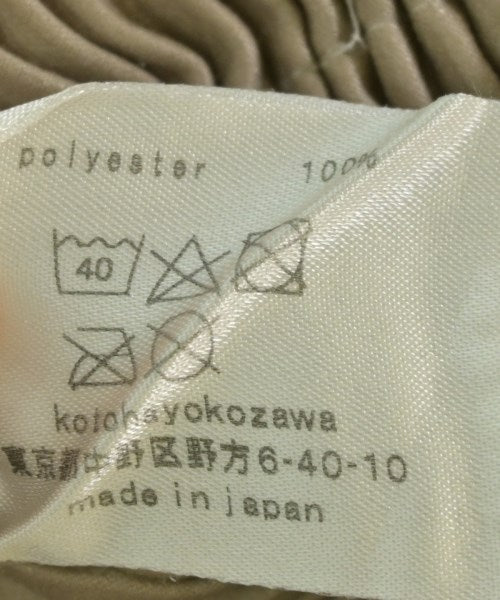 polyester 100%
40
kotohayokozawa
東京都中野区野方6-40-10
made in japan